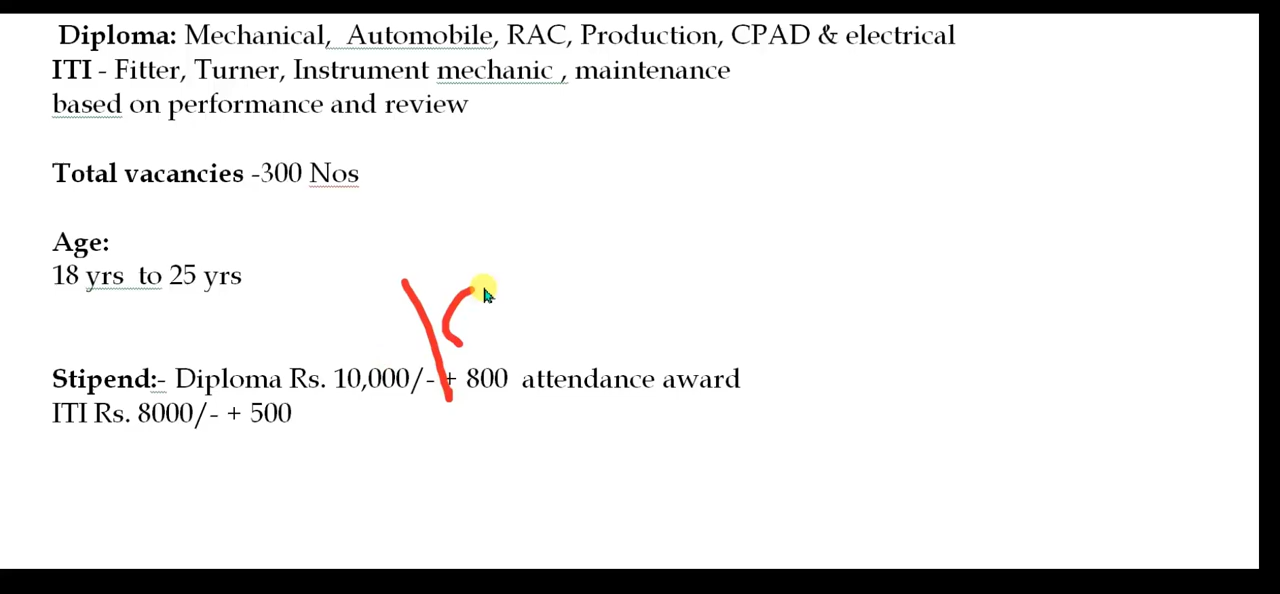 Diploma: Mechanical, Automobile, RAC, Production, CPAD & electrical
ITI - Fitter, Turner, Instrument mechanic , maintenance
based on performance and review
Total vacancies -300 Nos
Age:
18 yrs to 25 yrs
Stipend:- Diploma Rs. 10,000/- + 800 attendance award
ITI Rs. 8000/- + 500